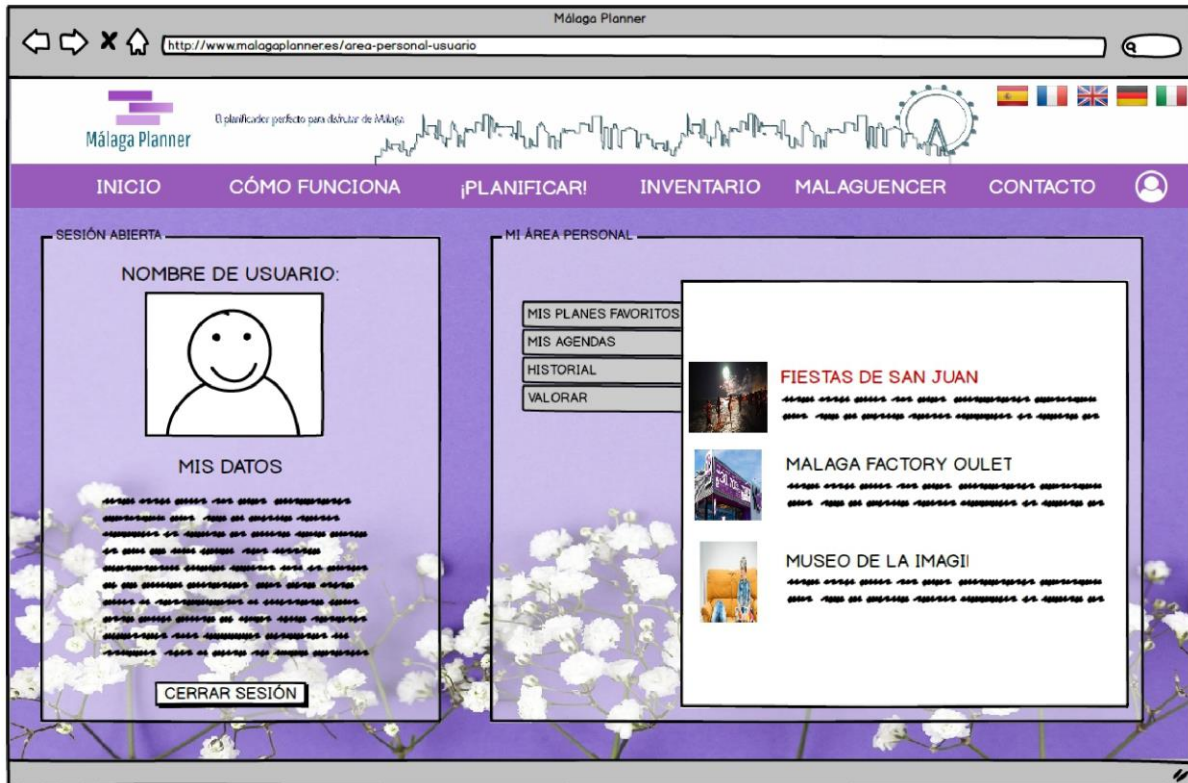 Málaga Planner
http://www.malagaplanner.es/area-personal-usuario
Málaga Planner
El planificador perfecto para disfrutar de Málaga
INICIO
CÓMO FUNCIONA
¡PLANIFICAR!
INVENTARIO
MALAGUENCER
CONTACTO
SESIÓN ABIERTA
NOMBRE DE USUARIO:
MIS DATOS
CERRAR SESIÓN
MI ÁREA PERSONAL
MIS PLANES FAVORITOS
MIS AGENDAS
HISTORIAL
VALORAR
FIESTAS DE SAN JUAN
MALAGA FACTORY OULET
MUSEO DE LA IMAGI